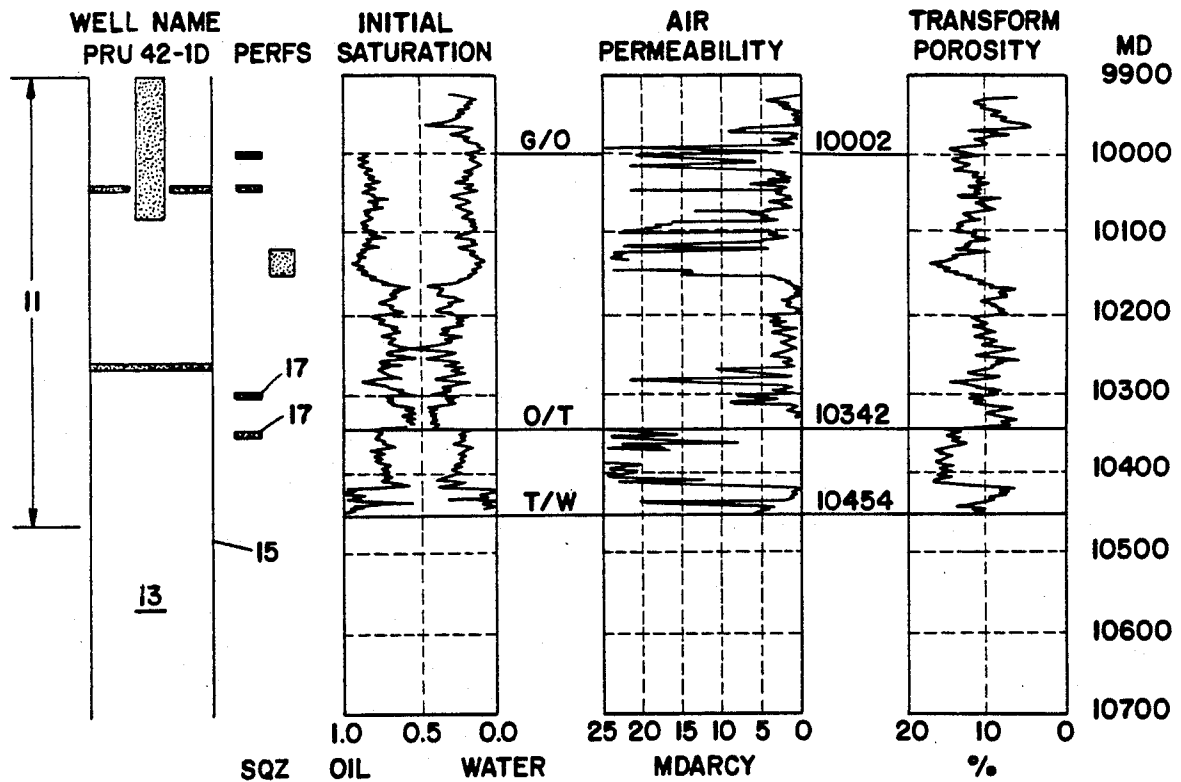 WELL NAME INITIAL AIR TRANSFORM
PRU 42-1D PERFS SATURATION PERMEABILITY POROSITY MD
9900
G/O 10002 10000
10100
11
10200
17
10300
17
O/T 10342
10400
T/W 10454
10500
15
13
10600
10700
1.0 0.5 0.0 25 20 15 10 5 0 20 10 0
SQZ OIL WATER MDARCY %